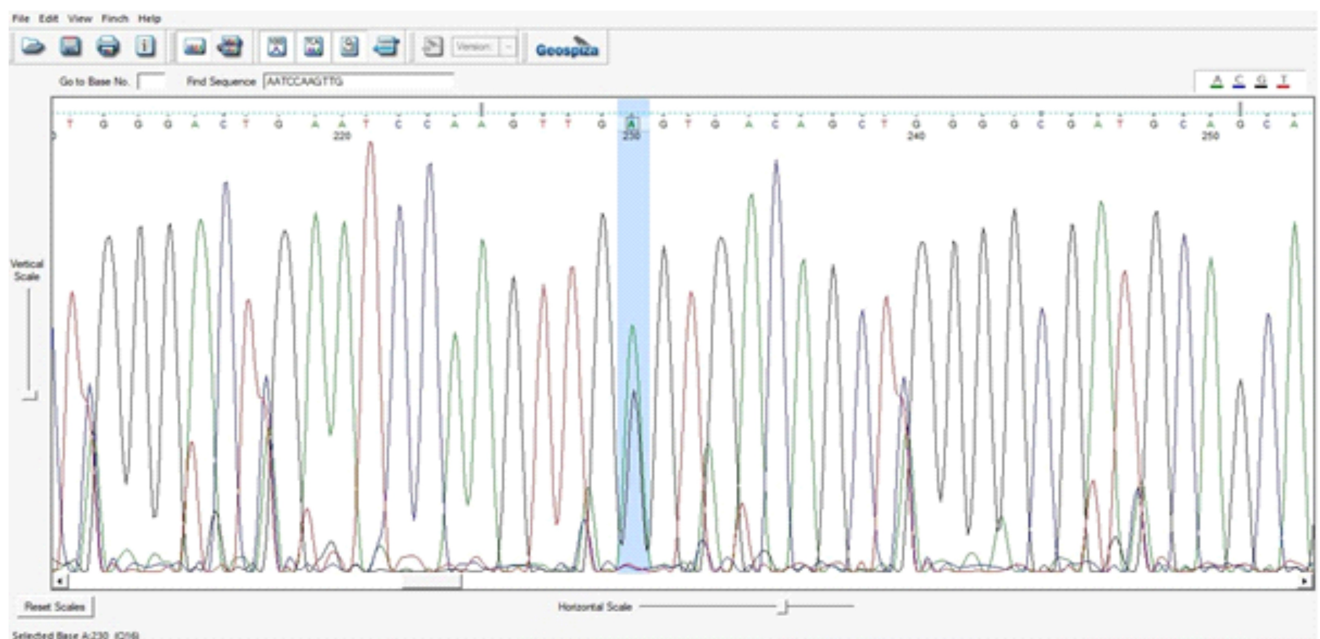 File Edit View Finch Help
Version: Geospiza
Go to Base No. Find Sequence AATCCAAGTTG A C G T
T G G G A C T G A A T C C A A G T T G A G T G A C A G C T G G G G C G A T G C A G C A
220 230 240 250
Vertical
Scale
Reset Scales Horizontal Scale
Selected Base A:230 (Q16)